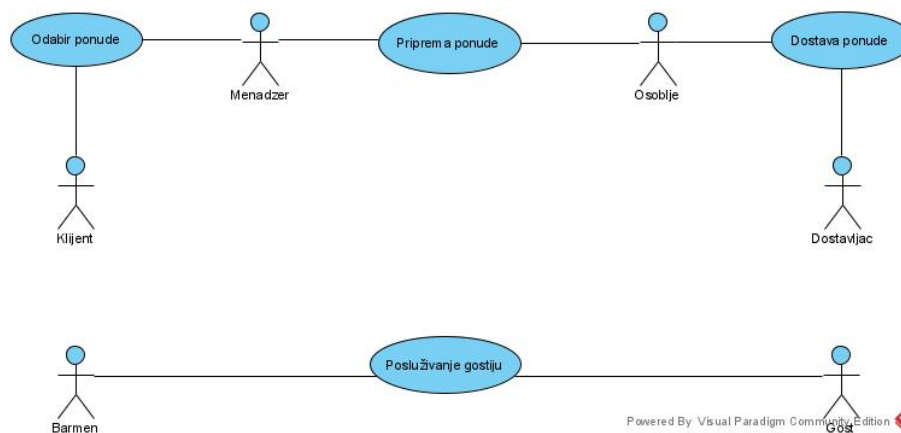 Odabir ponude
Priprema ponude
Dostava ponude
Menadzer
Osoblje
Klijent
Dostavljac
Posluživanje gostiju
Powered By Visual Paradigm Community Edition
Barmen
Gost